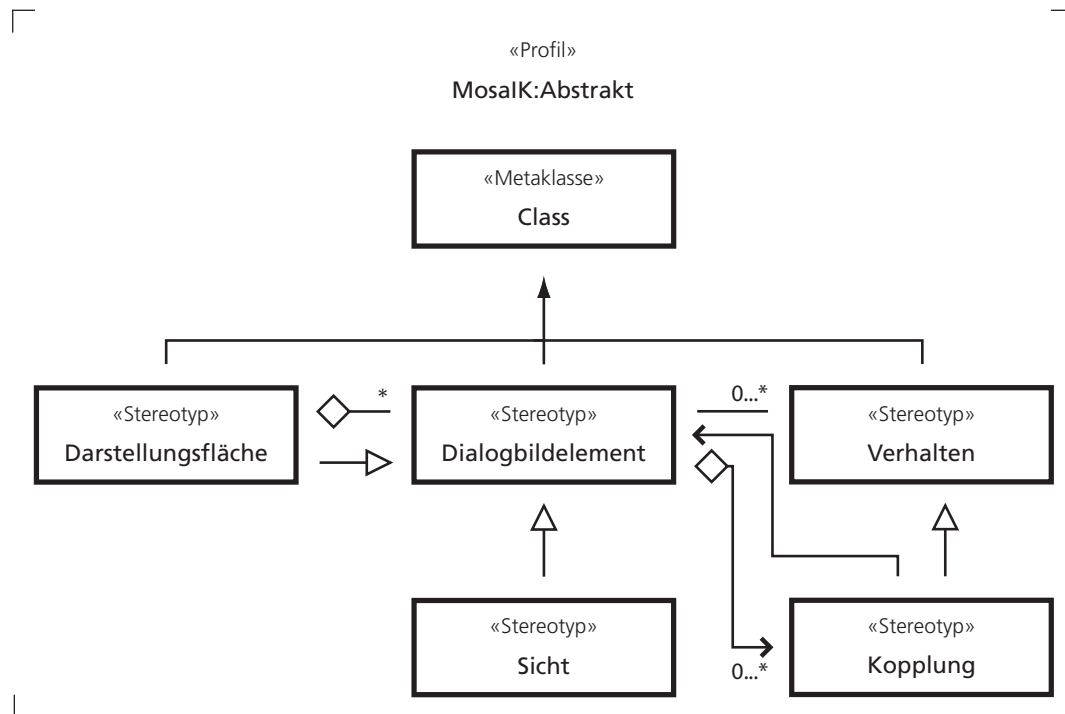 «Profil»
MosaIK:Abstrakt
«Metaklasse»
Class
«Stereotyp»
Darstellungsfläche
*
«Stereotyp»
Dialogbildelement
0...*
«Stereotyp»
Verhalten
«Stereotyp»
Sicht
0...*
«Stereotyp»
Kopplung